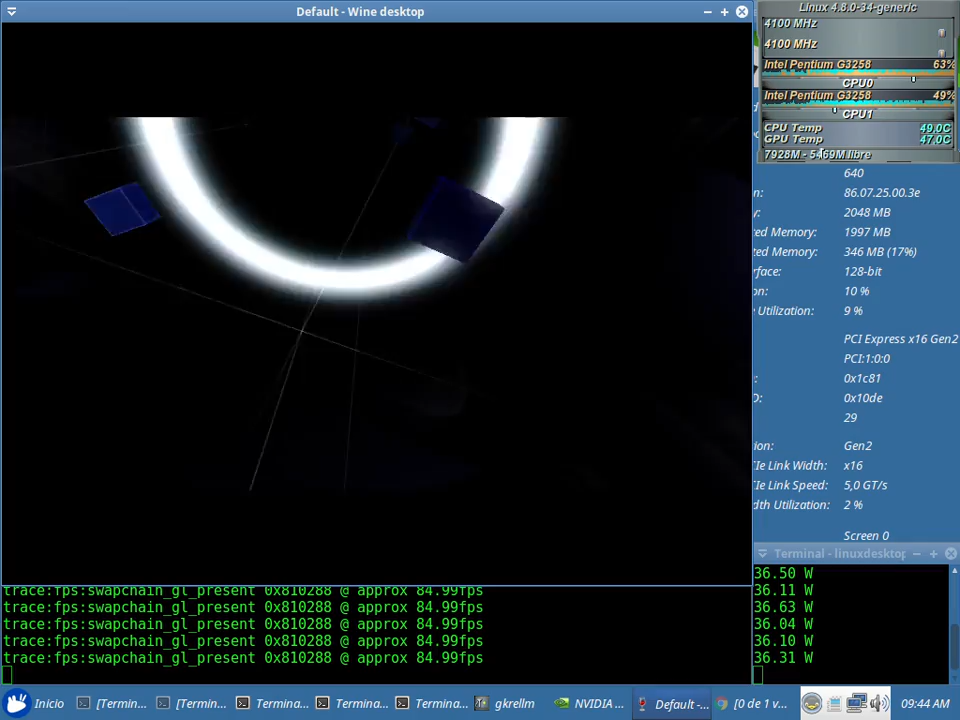 Default - Wine desktop
Linux 4.8.0-34-generic
4100 MHz
4100 MHz
Intel Pentium G3258 63%
CPU0
Intel Pentium G3258 49%
CPU1
CPU Temp 49.0C
GPU Temp 47.0C
7928M - 5469M libre
640
on: 86.07.25.00.3e
y: 2048 MB
ed Memory: 1997 MB
ted Memory: 346 MB (17%)
rface: 128-bit
on: 10 %
Utilization: 9 %
PCI Express x16 Gen2
PCI:1:0:0
: 0x1c81
D: 0x10de
29
ion: Gen2
Ie Link Width: x16
Ie Link Speed: 5,0 GT/s
dth Utilization: 2 %
Screen 0
Terminal - linuxdesktop
trace:fps:swapchain_gl_present 0x810288 @ approx 84.99fps
trace:fps:swapchain_gl_present 0x810288 @ approx 84.99fps
trace:fps:swapchain_gl_present 0x810288 @ approx 84.99fps
trace:fps:swapchain_gl_present 0x810288 @ approx 84.99fps
trace:fps:swapchain_gl_present 0x810288 @ approx 84.99fps
36.50 W
36.11 W
36.63 W
36.04 W
36.10 W
36.31 W
Inicio [Termin... [Termin... Termina... Termina... Termina... gkrellm NVIDIA ... Default -... [0 de 1 v... 09:44 AM